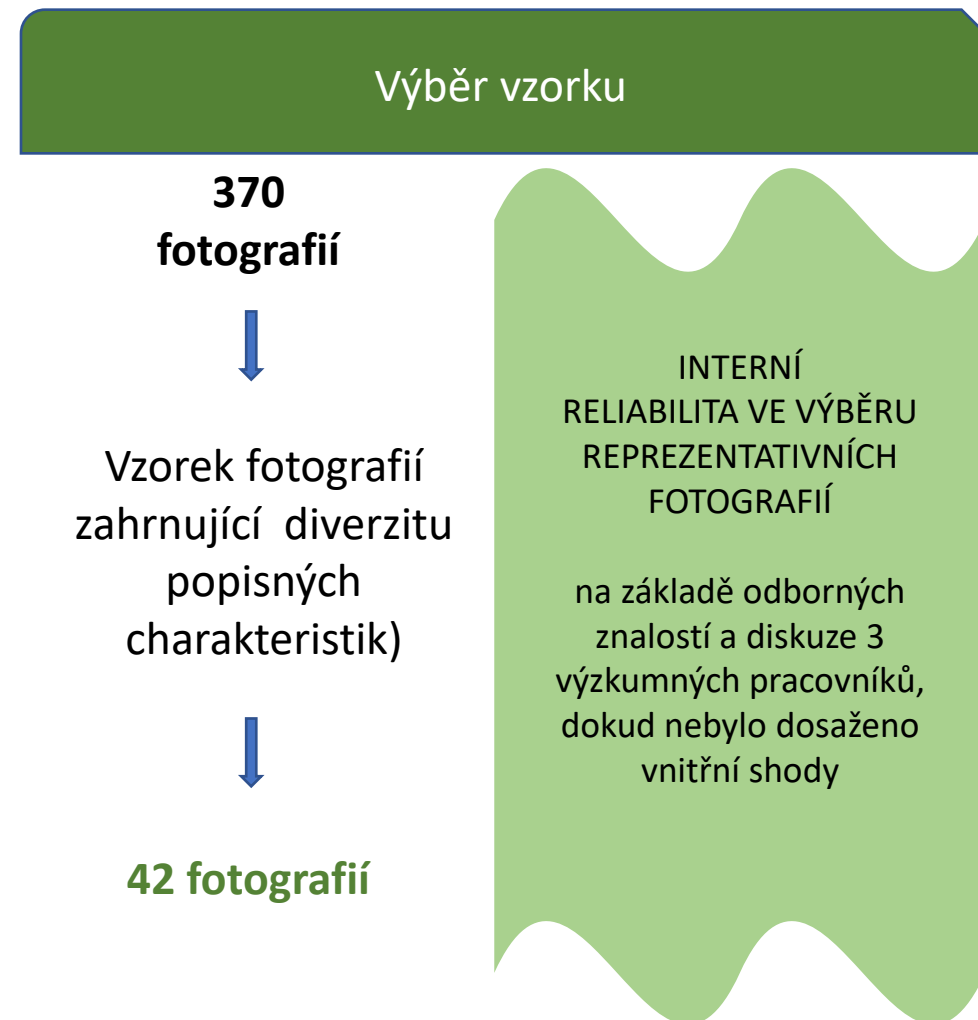 Výběr vzorku
370
fotografií
Vzorek fotografií
zahrnující  diverzitu
popisných
charakteristik)
42 fotografií
INTERNÍ
RELIABILITA VE VÝBĚRU
REPREZENTATIVNÍCH
FOTOGRAFIÍ
na základě odborných
znalostí a diskuze 3
výzkumných pracovníků,
dokud nebylo dosaženo
vnitřní shody